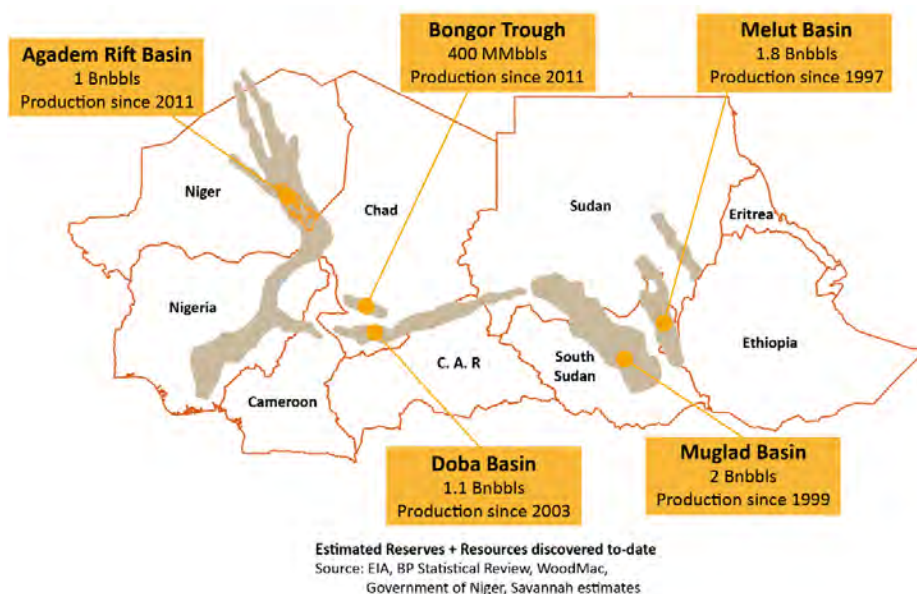 Bongor Trough
400 MMbbls
Production since 2011
Melut Basin
1.8 Bnbbls
Production since 1997
Agadem Rift Basin
1 Bnbbls
Production since 2011
Niger
Chad
Sudan
Eritrea
Nigeria
Ethiopia
C. A. R
South
Sudan
Cameroon
Doba Basin
1.1 Bnbbls
Production since 2003
Muglad Basin
2 Bnbbls
Production since 1999
Estimated Reserves + Resources discovered to-date
Source: EIA, BP Statistical Review, WoodMac,
Government of Niger, Savannah estimates